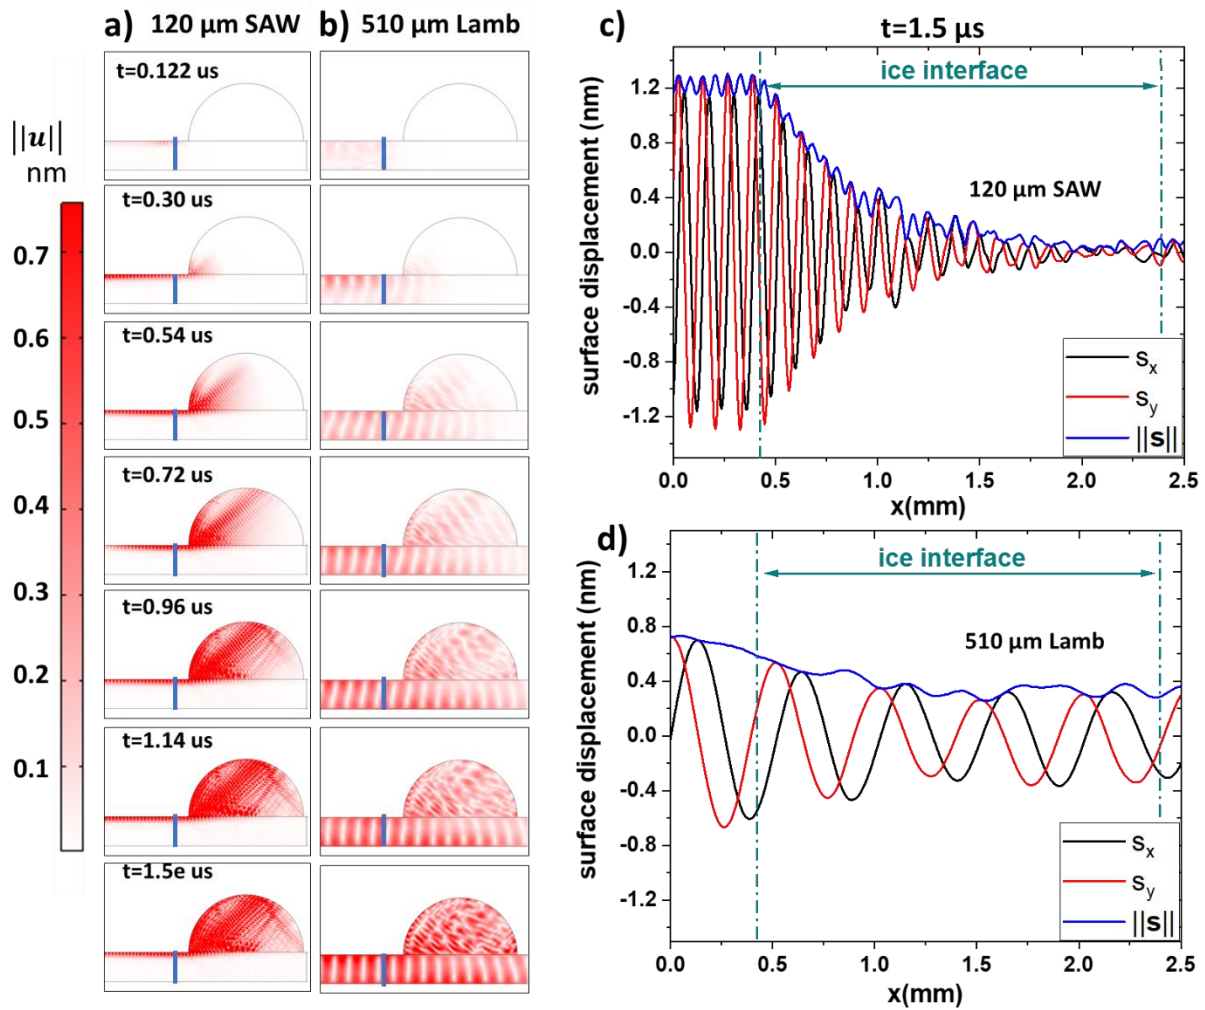 a) 120 µm SAW
b) 510 µm Lamb
||u||
nm
0.7
0.6
0.5
0.4
0.3
0.2
0.1
t=0.122 us
t=0.30 us
t=0.54 us
t=0.72 us
t=0.96 us
t=1.14 us
t=1.5e us
c) t=1.5 µs
ice interface
120 µm SAW
surface displacement (nm)
1.2
0.8
0.4
0.0
-0.4
-0.8
-1.2
sx
sy
||s||
0.0 0.5 1.0 1.5 2.0 2.5
x(mm)
d)
ice interface
510 µm Lamb
surface displacement (nm)
1.2
0.8
0.4
0.0
-0.4
-0.8
-1.2
sx
sy
||s||
0.0 0.5 1.0 1.5 2.0 2.5
x(mm)